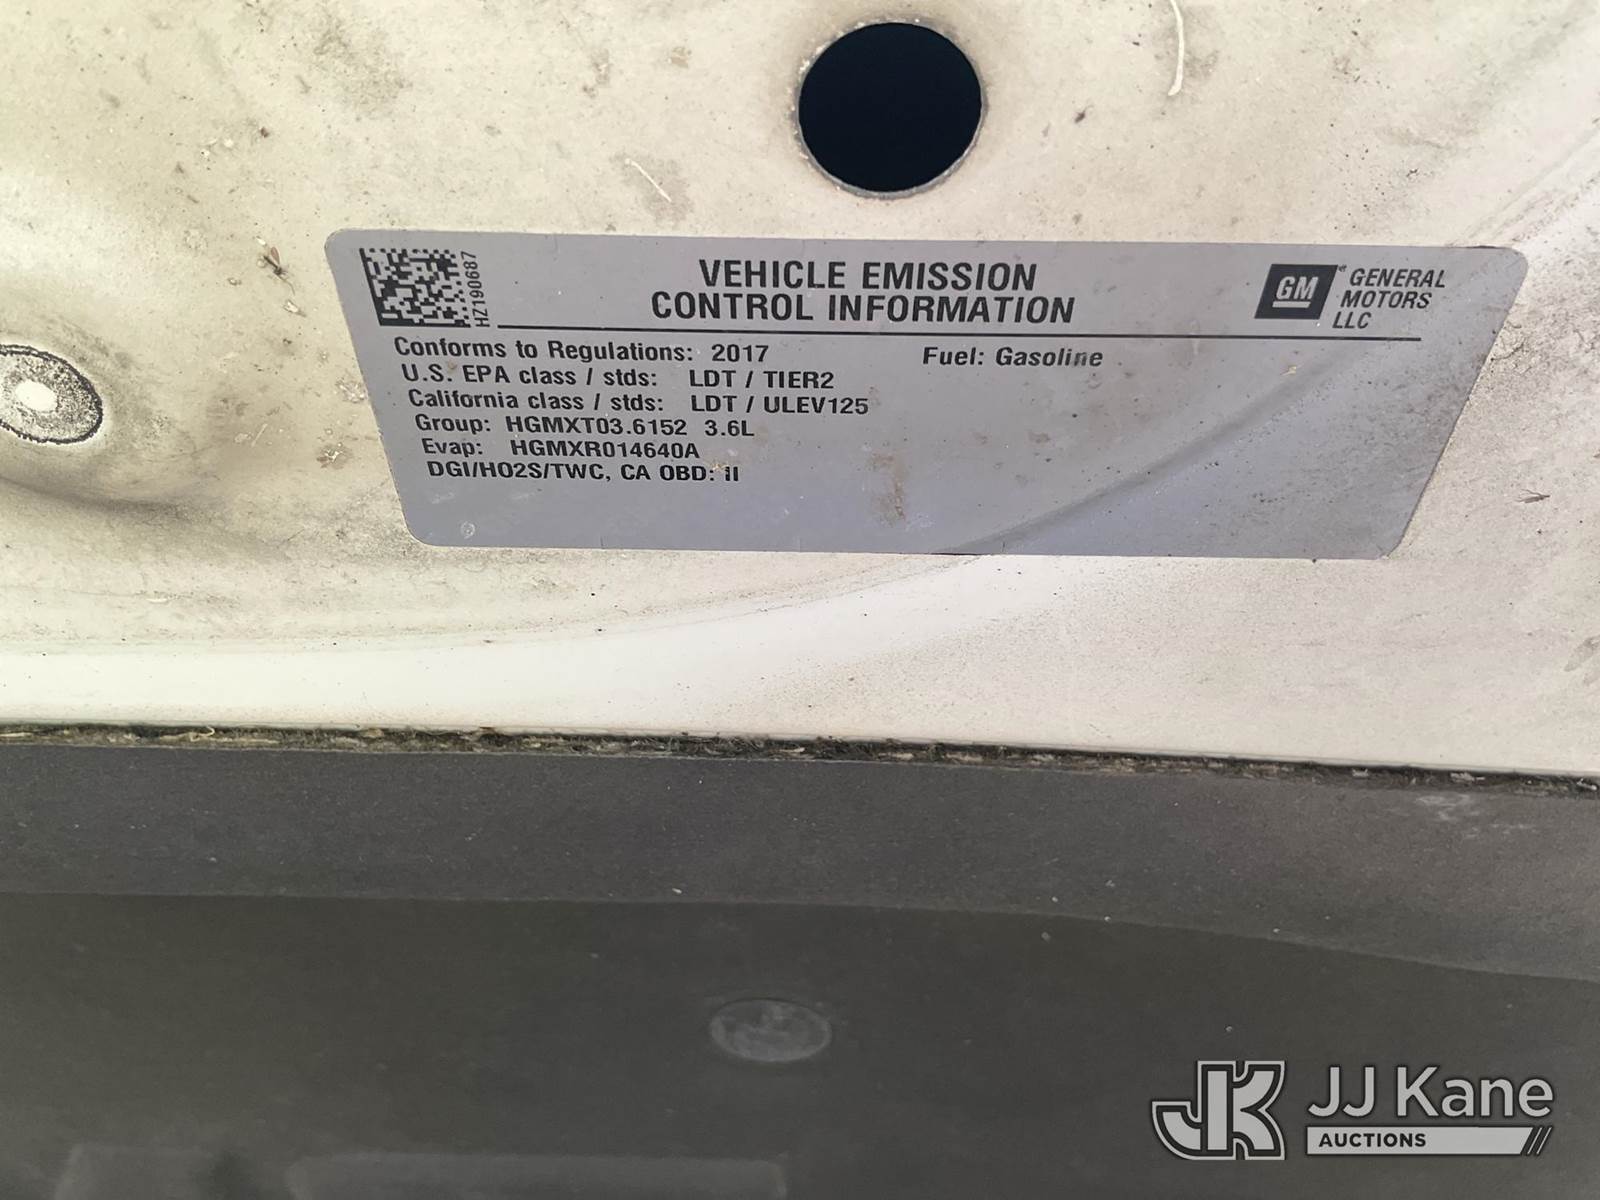 HZ190687
VEHICLE EMISSION
CONTROL INFORMATION
GM
GENERAL
MOTORS
LLC
Conforms to Regulations: 2017 Fuel: Gasoline
U.S. EPA class / stds: LDT / TIER2
California class / stds: LDT / ULEV125
Group: HGMXT03.6152 3.6L
Evap: HGMXR014640A
DGI/HO2S/TWC, CA OBD: II
JK JJ Kane
AUCTIONS